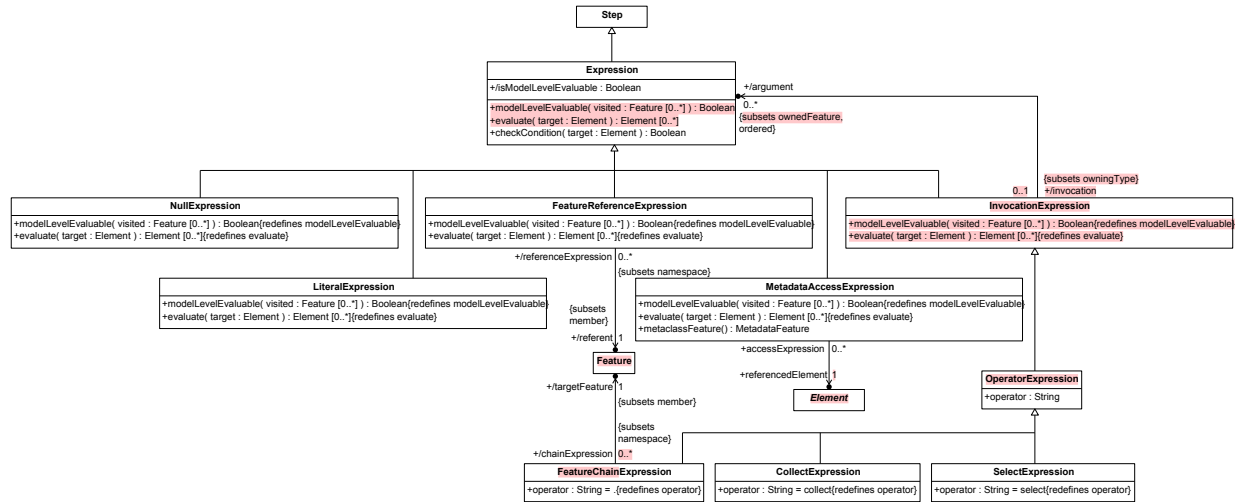 Step
Expression
+/isModelLevelEvaluable : Boolean
+modelLevelEvaluable( visited : Feature [0..*] ) : Boolean
+evaluate( target : Element ) : Element [0..*]
+checkCondition( target : Element ) : Boolean
+/argument
0..*
{subsets ownedFeature,
ordered}
{subsets owningType}
0..1
+/invocation
NullExpression
+modelLevelEvaluable( visited : Feature [0..*] ) : Boolean{redefines modelLevelEvaluable}
+evaluate( target : Element ) : Element [0..*]{redefines evaluate}
FeatureReferenceExpression
+modelLevelEvaluable( visited : Feature [0..*] ) : Boolean{redefines modelLevelEvaluable}
+evaluate( target : Element ) : Element [0..*]{redefines evaluate}
InvocationExpression
+modelLevelEvaluable( visited : Feature [0..*] ) : Boolean{redefines modelLevelEvaluable}
+evaluate( target : Element ) : Element [0..*]{redefines evaluate}
+/referenceExpression
0..*
{subsets namespace}
LiteralExpression
+modelLevelEvaluable( visited : Feature [0..*] ) : Boolean{redefines modelLevelEvaluable}
+evaluate( target : Element ) : Element [0..*]{redefines evaluate}
MetadataAccessExpression
+modelLevelEvaluable( visited : Feature [0..*] ) : Boolean{redefines modelLevelEvaluable}
+evaluate( target : Element ) : Element [0..*]{redefines evaluate}
+metaclassFeature() : MetadataFeature
{subsets
member}
+/referent
1
+accessExpression
0..*
Feature
+/targetFeature
1
{subsets member}
+referencedElement
1
Element
OperatorExpression
+operator : String
{subsets
namespace}
+/chainExpression
0..*
FeatureChainExpression
+operator : String = .{redefines operator}
CollectExpression
+operator : String = collect{redefines operator}
SelectExpression
+operator : String = select{redefines operator}